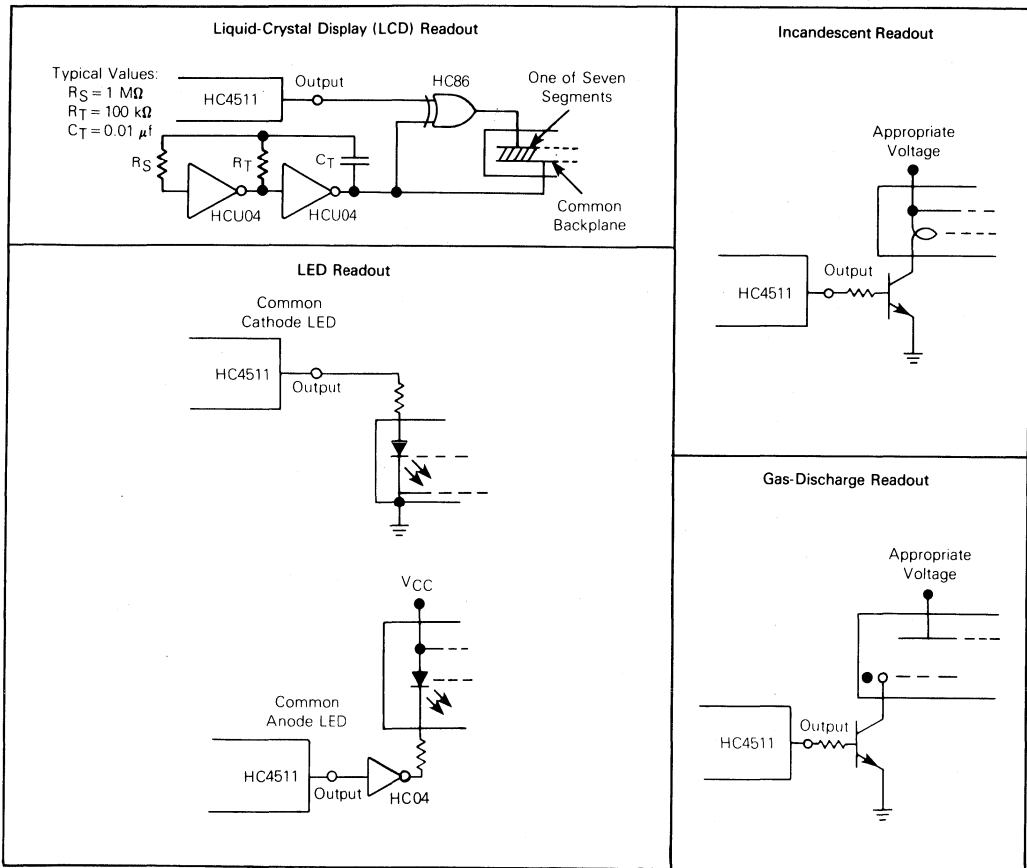 Liquid-Crystal Display (LCD) Readout
Typical Values:
RS = 1 MΩ
RT = 100 kΩ
CT = 0.01 μf
HC4511
Output
HC86
One of Seven
Segments
RS
RT
CT
HCU04
HCU04
Common
Backplane
Incandescent Readout
Appropriate
Voltage
HC4511
Output
LED Readout
Common
Cathode LED
HC4511
Output
VCC
Common
Anode LED
HC4511
Output
HC04
Gas-Discharge Readout
Appropriate
Voltage
HC4511
Output